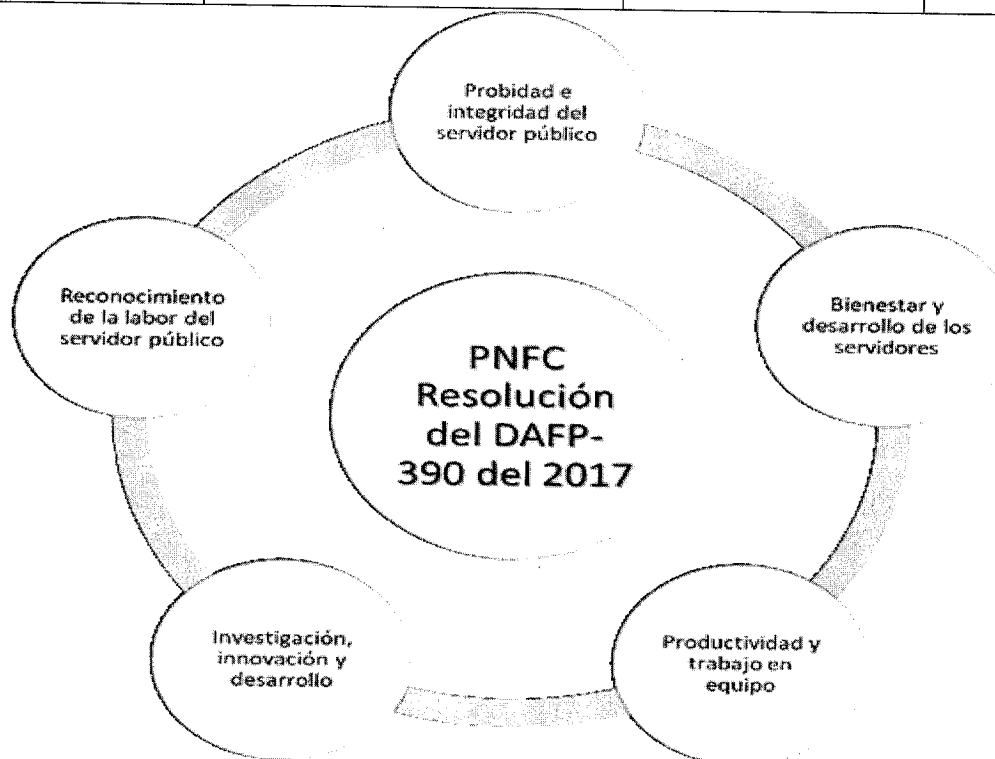 Probidad e
integridad del
servidor público
Reconocimiento
de la labor del
servidor público
Bienestar y
desarrollo de los
servidores
PNFC
Resolución
del DAFP-
390 del 2017
Investigación,
innovación y
desarrollo
Productividad y
trabajo en
equipo